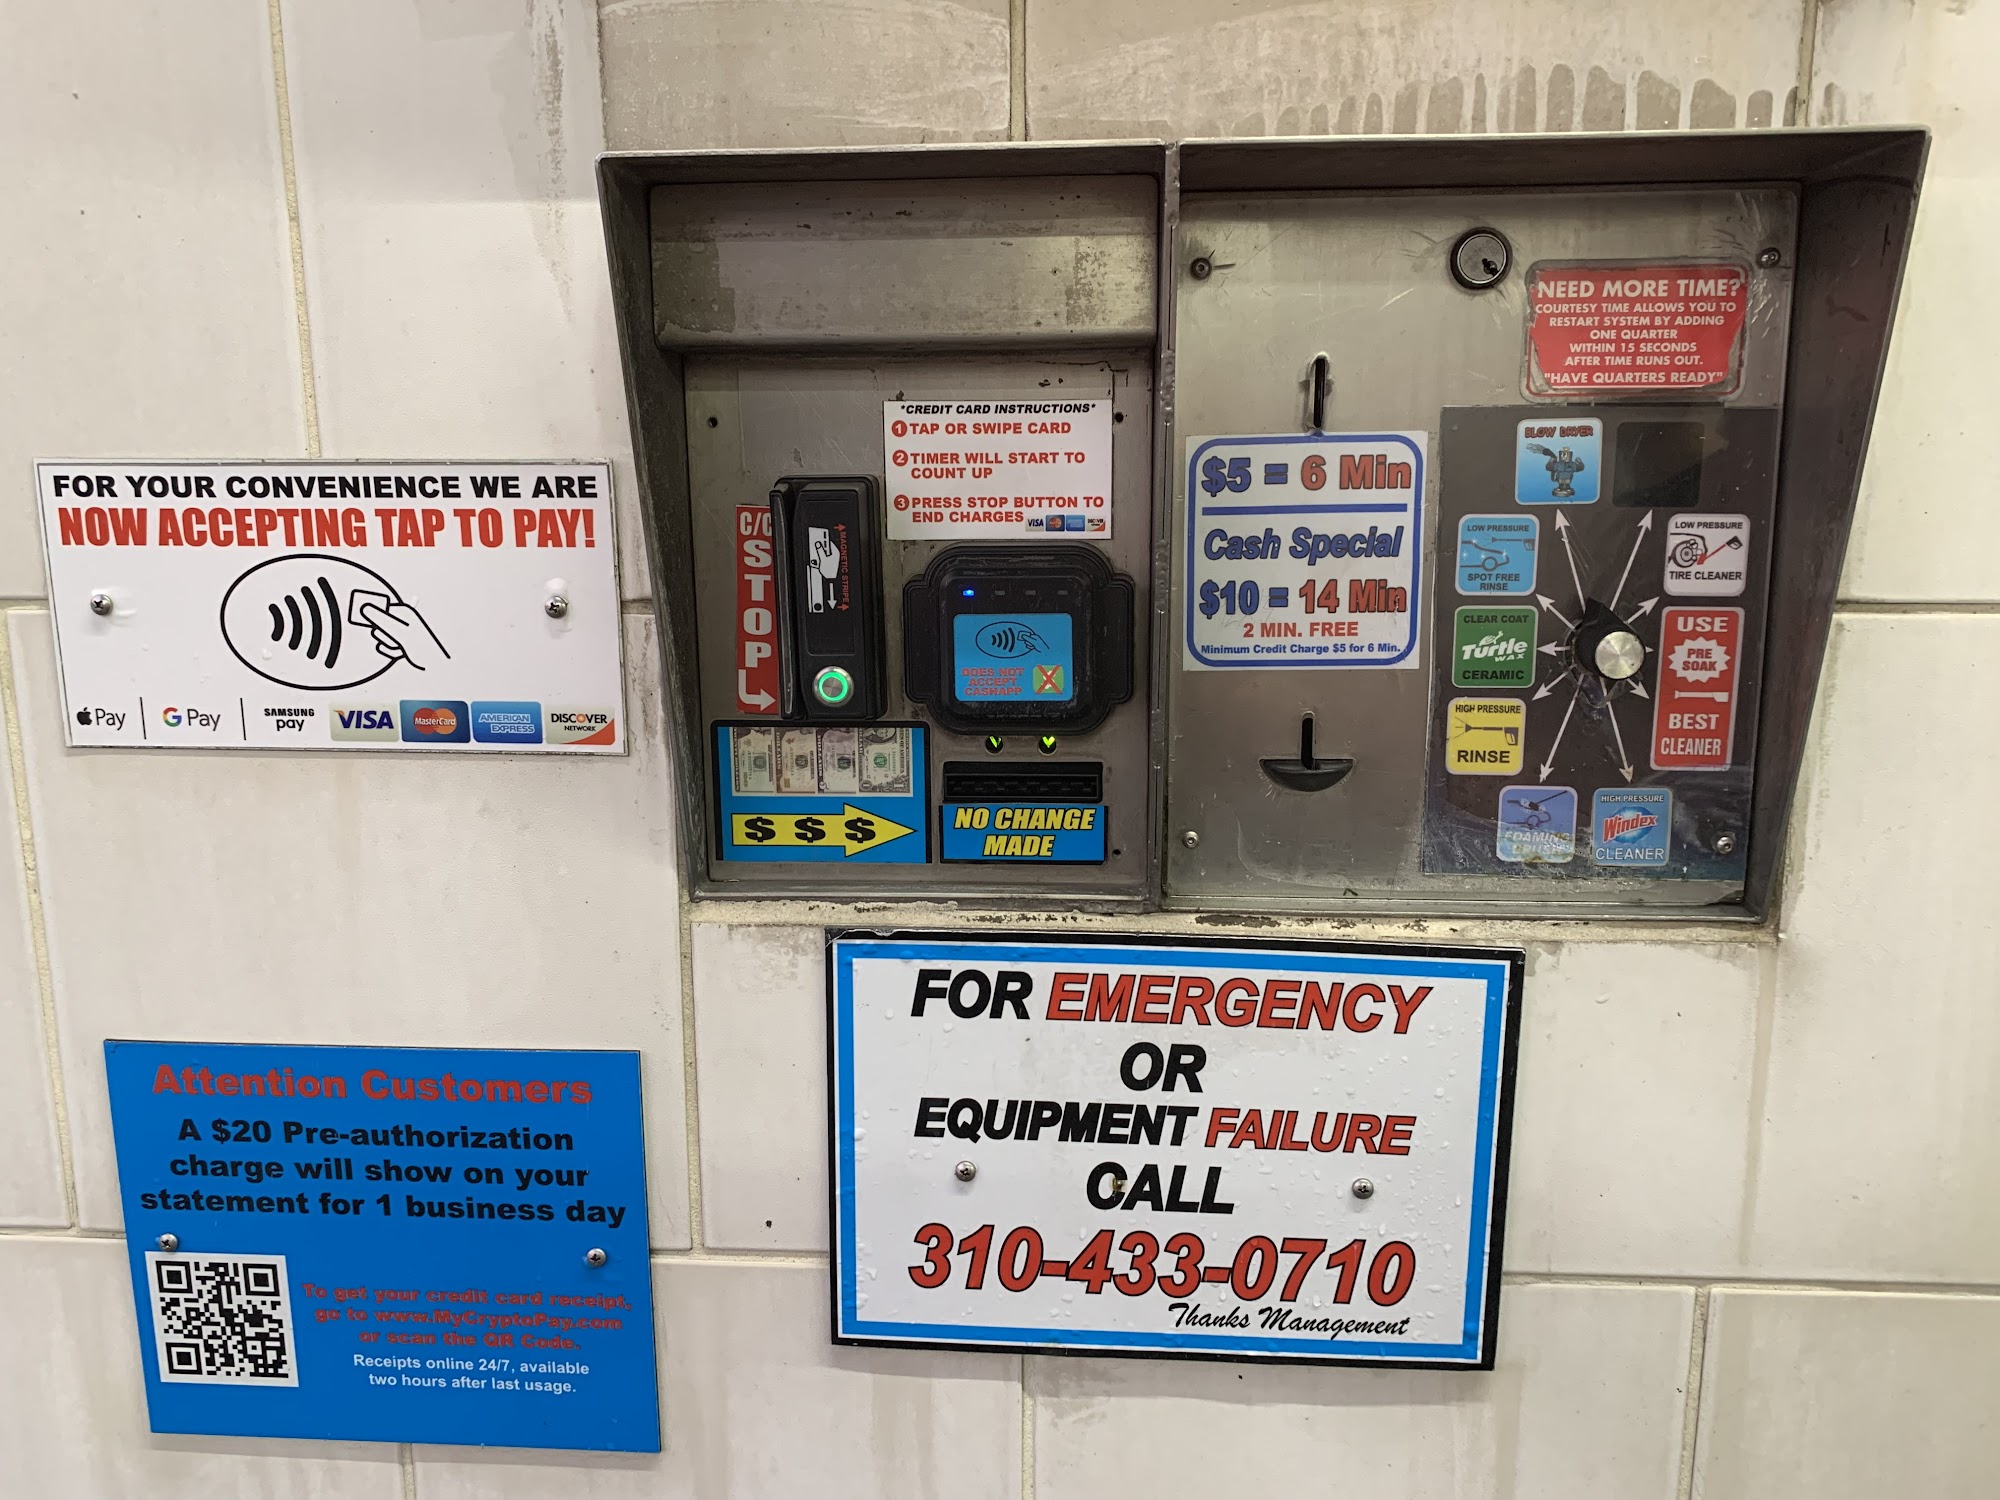 FOR YOUR CONVENIENCE WE ARE
NOW ACCEPTING TAP TO PAY!
Pay
G Pay
SAMSUNG
pay
VISA
MasterCard
AMERICAN
EXPRESS
DISCOVER
NETWORK
Attention Customers
A $20 Pre-authorization
charge will show on your
statement for 1 business day
To get your credit card receipt,
go to www.MyCryptoPay.com
or scan the QR Code.
Receipts online 24/7, available
two hours after last usage.
*CREDIT CARD INSTRUCTIONS*
1 TAP OR SWIPE CARD
2 TIMER WILL START TO
COUNT UP
3 PRESS STOP BUTTON TO
END CHARGES
VISA
C/C
STOP
MAGNETIC STRIPE
DOES NOT
ACCEPT
CASHAPP
$ $ $
NO CHANGE
MADE
$5 = 6 Min
Cash Special
$10 = 14 Min
2 MIN. FREE
Minimum Credit Charge $5 for 6 Min.
NEED MORE TIME?
COURTESY TIME ALLOWS YOU TO
RESTART SYSTEM BY ADDING
ONE QUARTER
WITHIN 15 SECONDS
AFTER TIME RUNS OUT.
"HAVE QUARTERS READY"
BLOW DRYER
LOW PRESSURE
SPOT FREE
RINSE
LOW PRESSURE
TIRE CLEANER
CLEAR COAT
Turtle
WAX
CERAMIC
USE
PRE
SOAK
BEST
CLEANER
HIGH PRESSURE
RINSE
FOAMING
BRUSH
HIGH PRESSURE
Windex
CLEANER
FOR EMERGENCY
OR
EQUIPMENT FAILURE
CALL
310-433-0710
Thanks Management